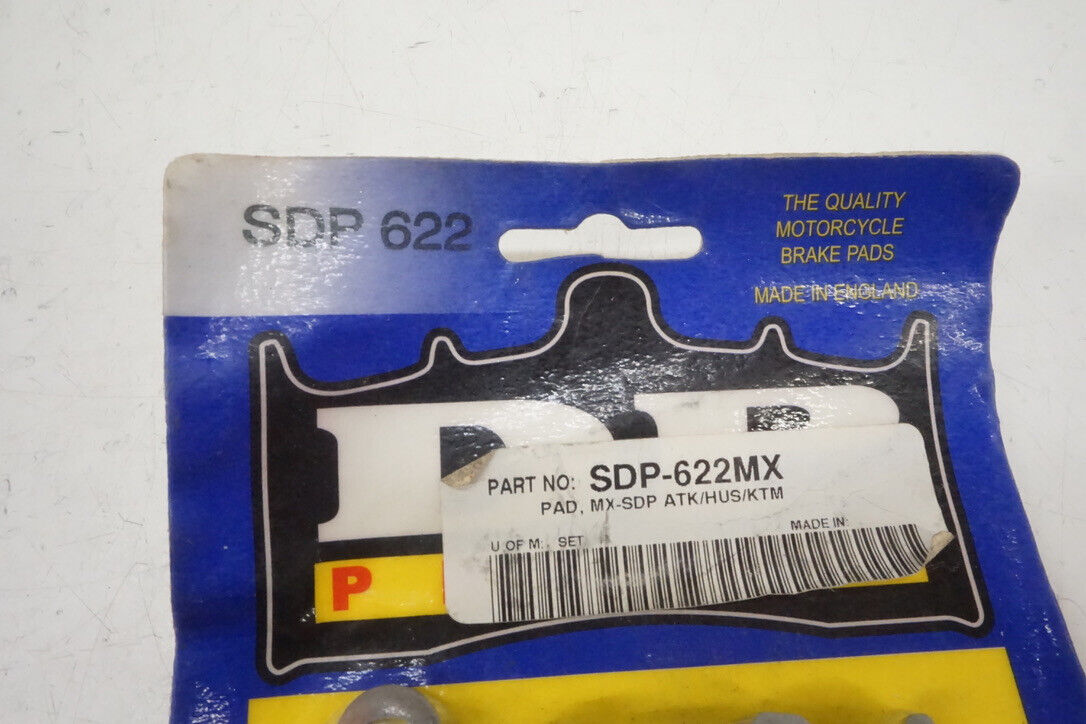 SDP 622
THE QUALITY
MOTORCYCLE
BRAKE PADS
MADE IN ENGLAND
PART NO: SDP-622MX
PAD, MX-SDP ATK/HUS/KTM
U OF M: SET
MADE IN:
P